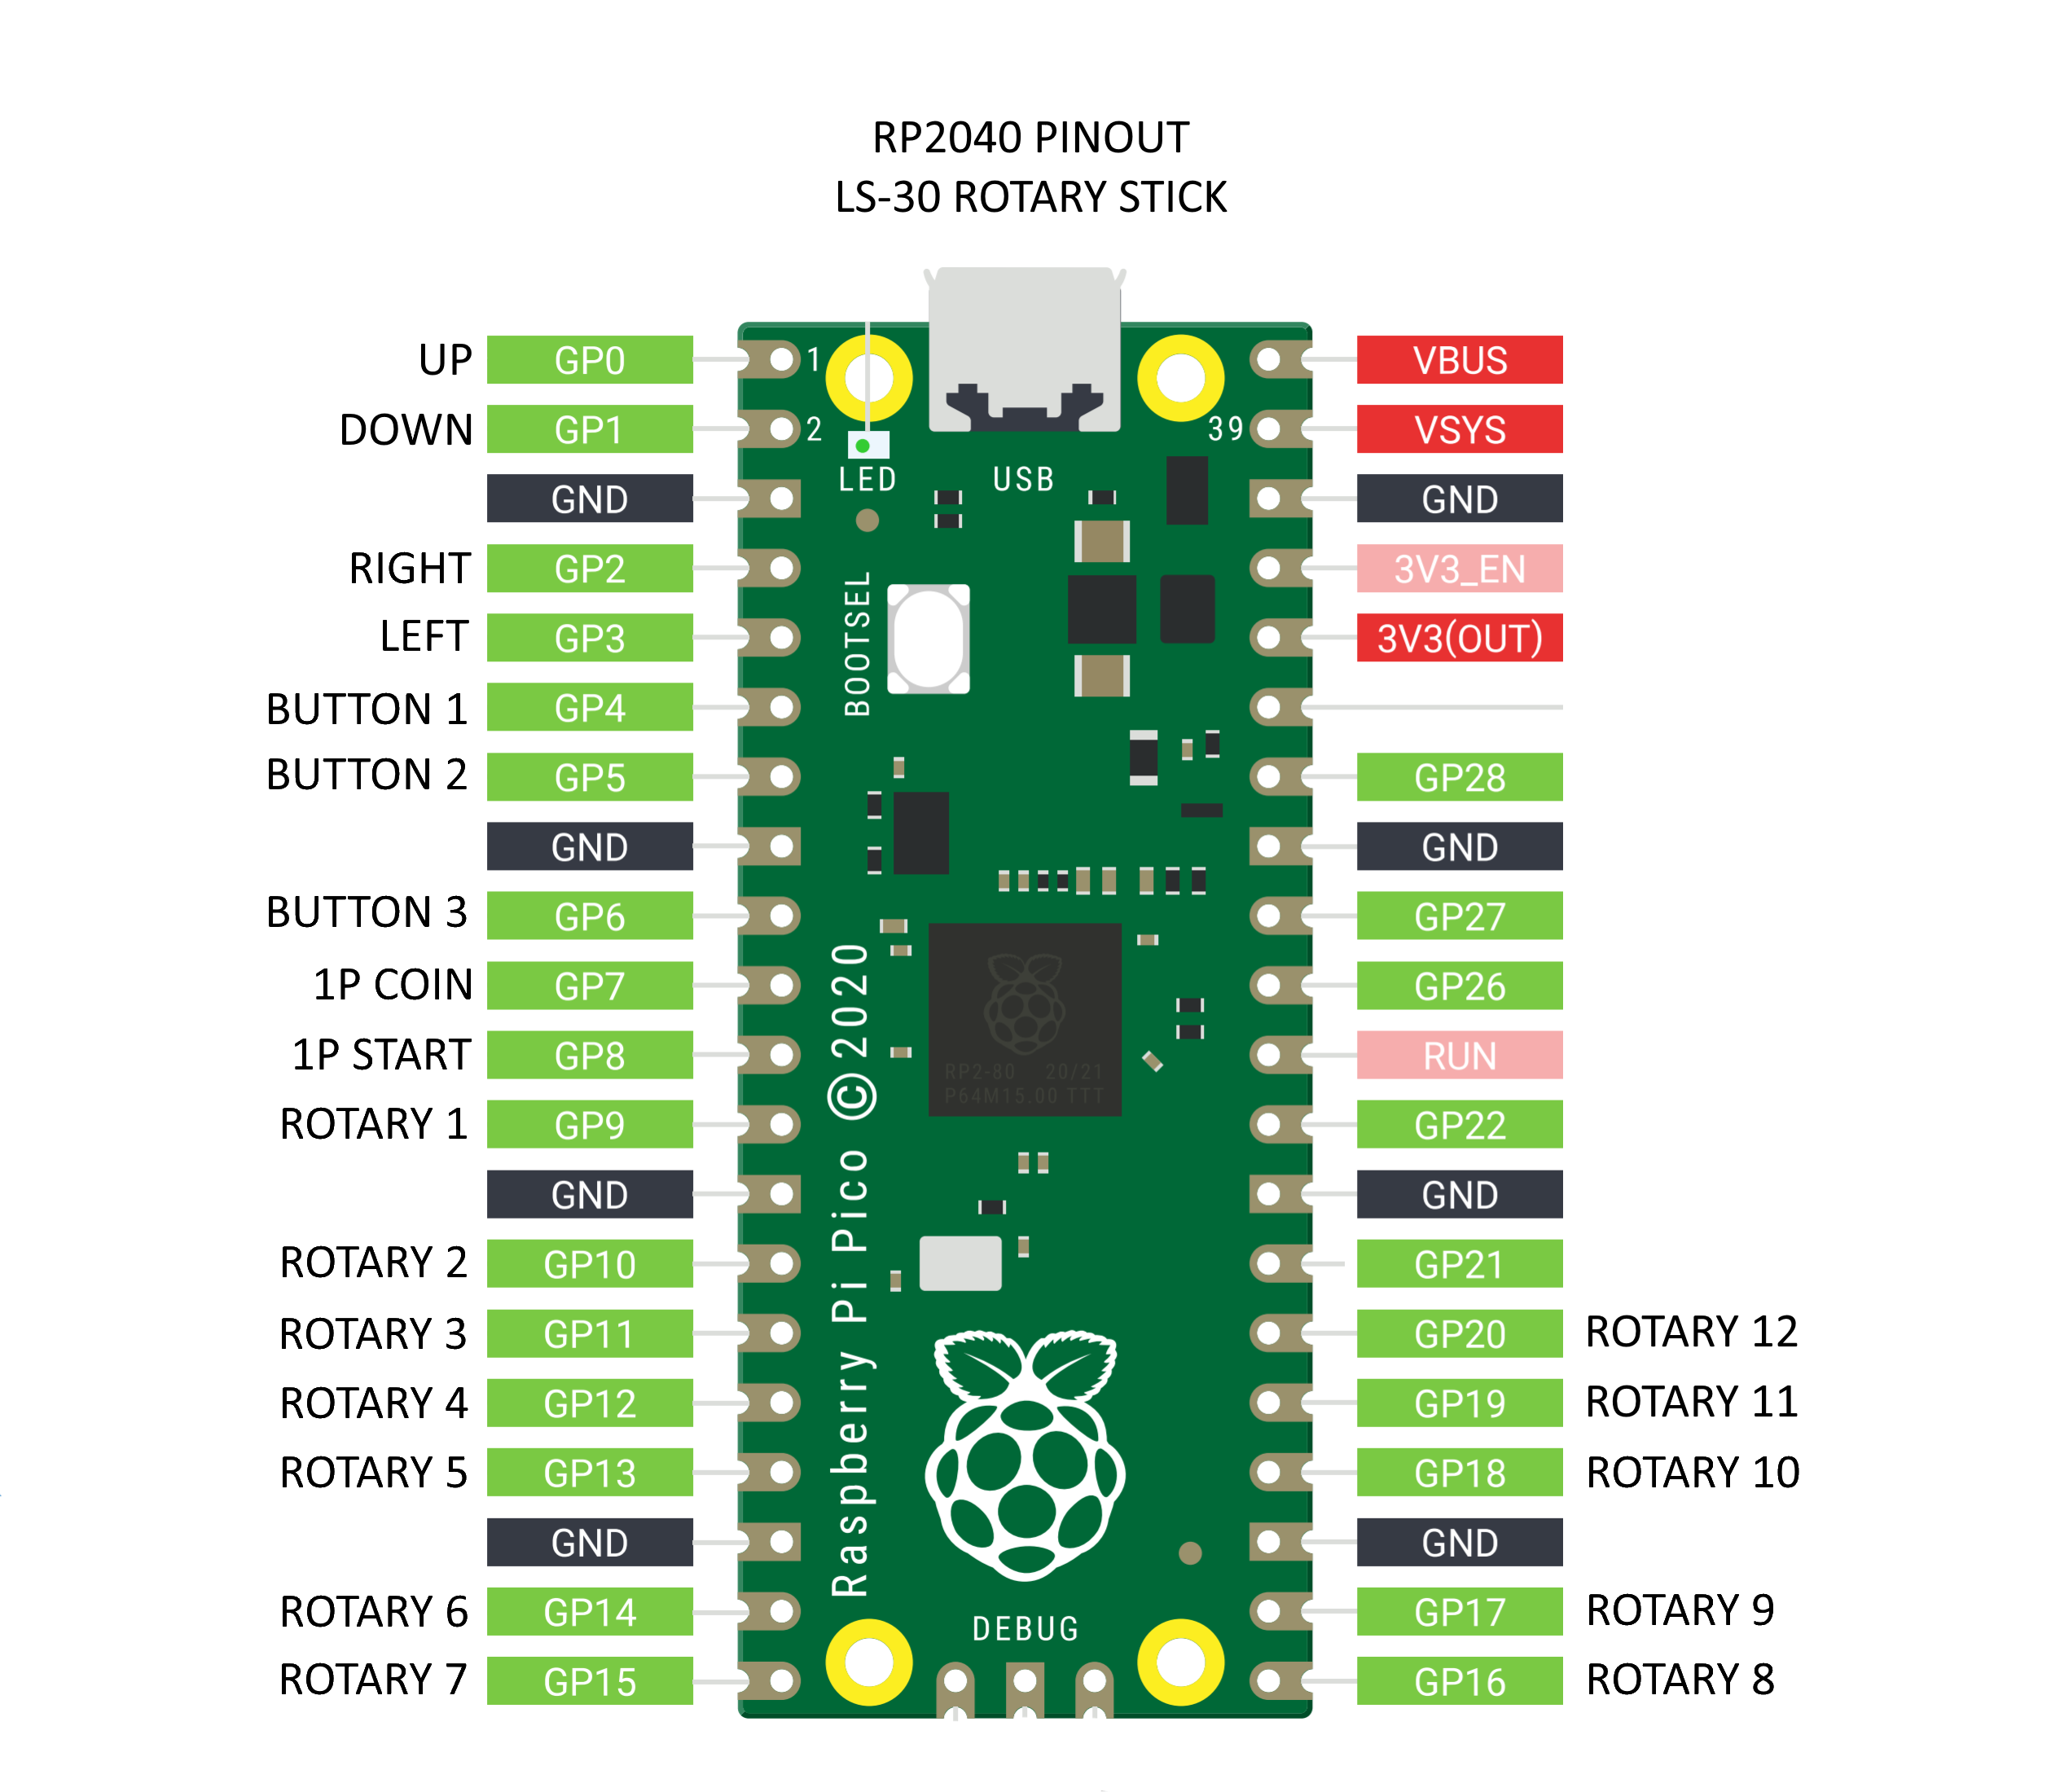 RP2040 PINOUT
LS-30 ROTARY STICK
UP GP0 1 VBUS
DOWN GP1 2 39 VSYS
LED USB
GND GND
RIGHT GP2 3V3_EN
LEFT GP3 3V3(OUT)
BOOTSEL
BUTTON 1 GP4
BUTTON 2 GP5 GP28
GND GND
BUTTON 3 GP6 GP27
1P COIN GP7 GP26
1P START GP8 RUN
RP2-80 20/21
P64M15.00 TTT
ROTARY 1 GP9 GP22
GND GND
Raspberry Pi Pico ©2020
ROTARY 2 GP10 GP21
ROTARY 3 GP11 GP20 ROTARY 12
ROTARY 4 GP12 GP19 ROTARY 11
ROTARY 5 GP13 GP18 ROTARY 10
GND GND
ROTARY 6 GP14 GP17 ROTARY 9
DEBUG
ROTARY 7 GP15 GP16 ROTARY 8